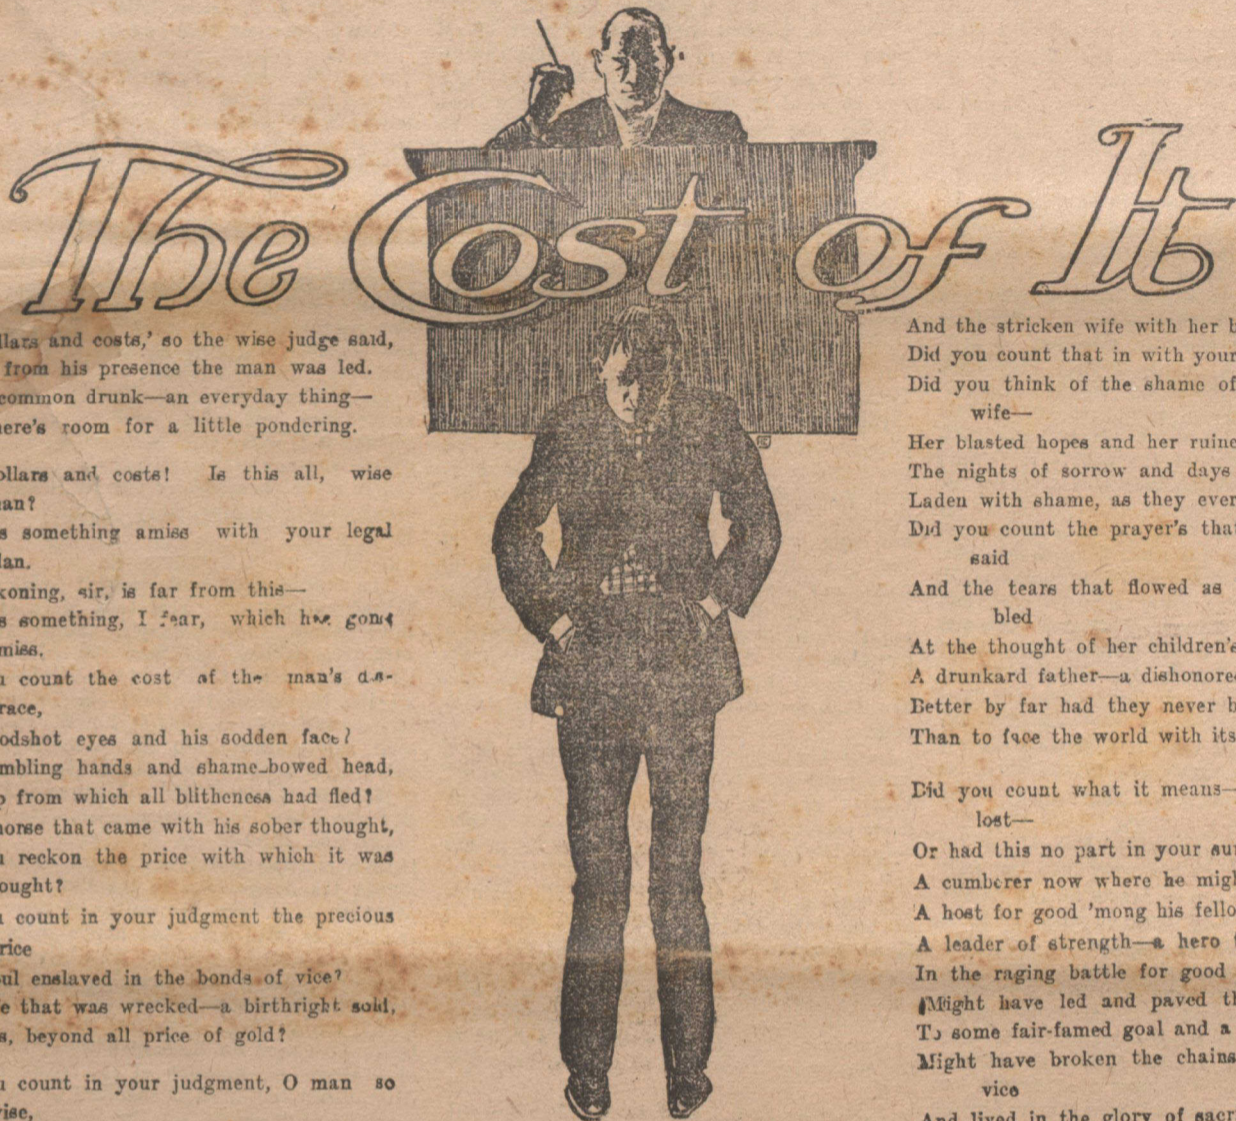 The Cost of It
llars and costs,' so the wise judge said,
from his presence the man was led.
common drunk—an everyday thing—
here's room for a little pondering.
ollars and costs! Is this all, wise
an?
s something amiss with your legal
lan.
koning, sir, is far from this—
s something, I fear, which has gone
miss.
u count the cost of the man's dis-
race,
odshot eyes and his sodden face?
mbling hands and shame-bowed head,
p from which all blitheness had fled?
norse that came with his sober thought,
u reckon the price with which it was
ought?
u count in your judgment the precious
rice
oul enslaved in the bonds of vice?
e that was wrecked—a birthright sold,
s, beyond all price of gold?
u count in your judgment, O man so
vise,
And the stricken wife with her b
Did you count that in with your
Did you think of the shame of
wife—
Her blasted hopes and her ruine
The nights of sorrow and days
Laden with shame, as they ever
Did you count the prayer's that
said
And the tears that flowed as
bled
At the thought of her children's
A drunkard father—a dishonored
Better by far had they never b
Than to face the world with its
Did you count what it means—
lost—
Or had this no part in your su
A cumberer now where he migh
A host for good 'mong his fello
A leader of strength—a hero
In the raging battle for good
Might have led and paved th
To some fair-famed goal and a
Might have broken the chains
vice
And lived in the glory of sacr